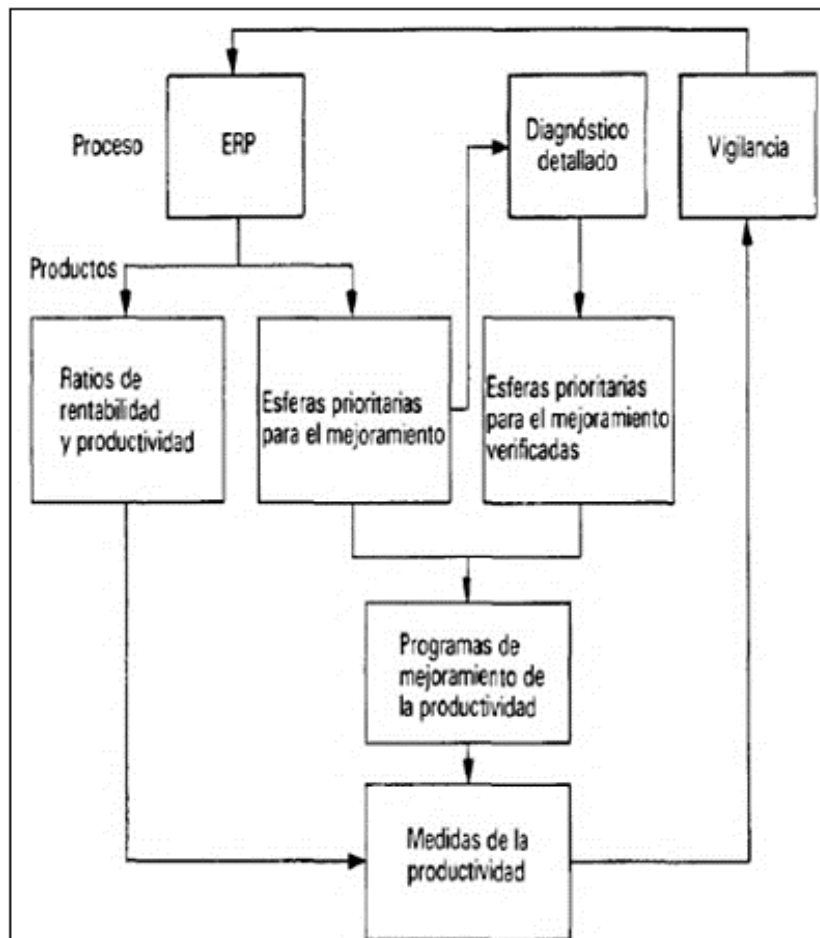 Proceso
ERP
Diagnóstico
detallado
Vigilancia
Productos
Ratios de
rentabilidad
y productividad
Esferas prioritarias
para el mejoramiento
Esferas prioritarias
para el mejoramiento
verificadas
Programas de
mejoramiento de
la productividad
Medidas de la
productividad